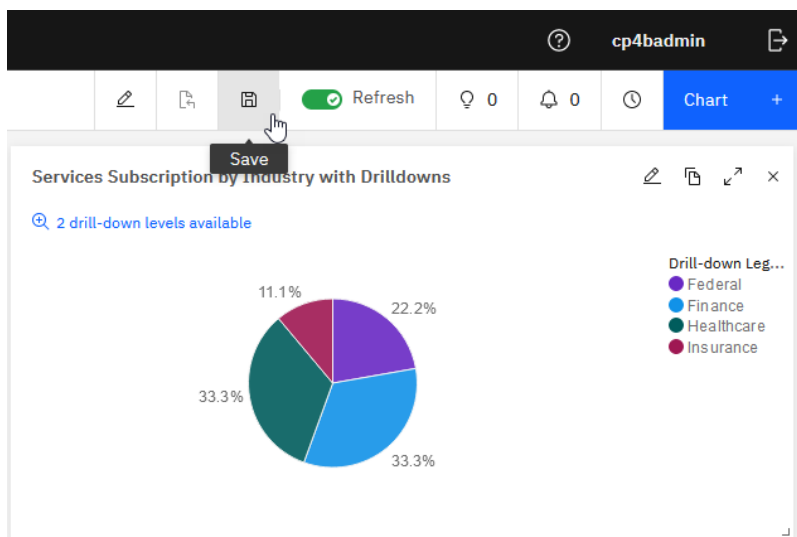 cp4badmin
Refresh
0
0
Chart +
Save
Services Subscription by Industry with Drilldowns
2 drill-down levels available
Drill-down Leg...
Federal
Finance
Healthcare
Insurance
11.1%
22.2%
33.3%
33.3%